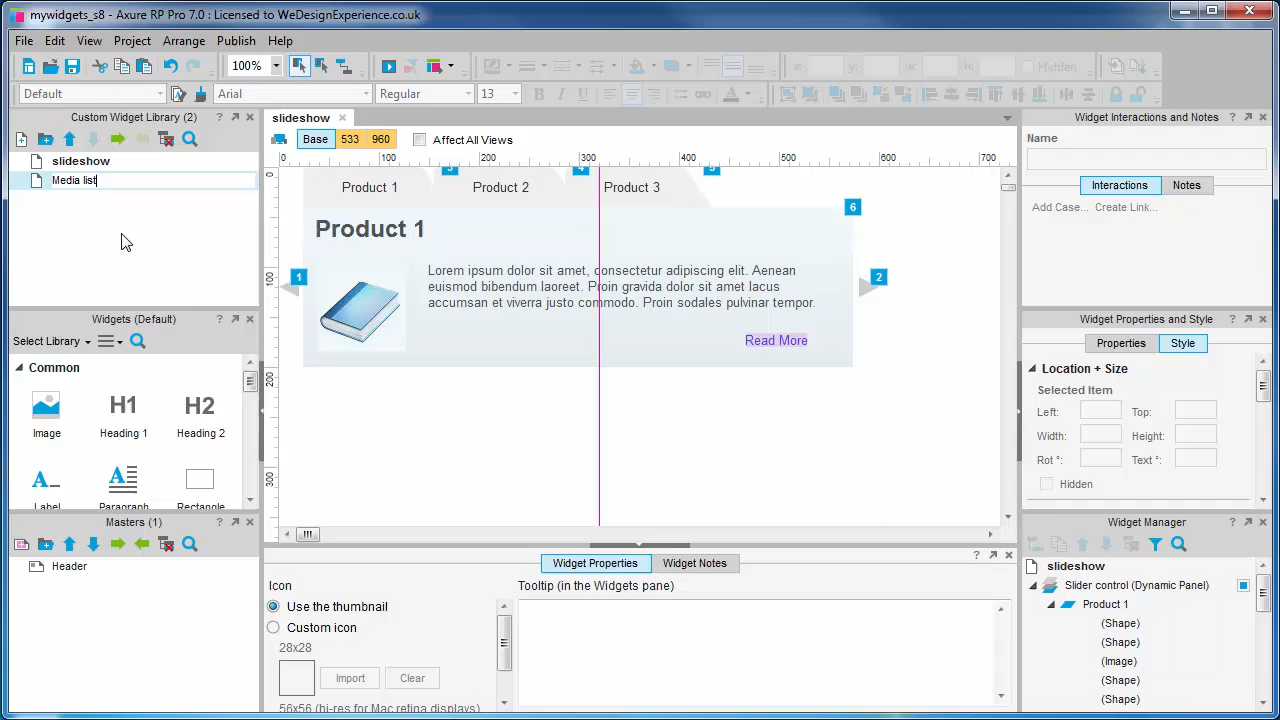 mywidgets_s8 - Axure RP Pro 7.0 : Licensed to WeDesignExperience.co.uk
File Edit View Project Arrange Publish Help
100% Hidden
Default Arial Regular 13
Custom Widget Library (2)
slideshow
Media list
Widgets (Default)
Select Library
Common
Image Heading 1 Heading 2
Label Paragraph Rectangle
H1 H2
Masters (1)
Header
slideshow
Base 533 960 Affect All Views
0 100 200 300 400 500 600 700
0
100
200
300
3 4 5
Product 1 Product 2 Product 3
6
Product 1
1 2
Lorem ipsum dolor sit amet, consectetur adipiscing elit. Aenean
euismod bibendum laoreet. Proin gravida dolor sit amet lacus
accumsan et viverra justo commodo. Proin sodales pulvinar tempor.
Read More
Widget Properties Widget Notes
Icon
Use the thumbnail
Custom icon
28x28
Import Clear
56x56 (hi-res for Mac retina displays)
Tooltip (in the Widgets pane)
Widget Interactions and Notes
Name
Interactions Notes
Add Case... Create Link...
Widget Properties and Style
Properties Style
Location + Size
Selected Item
Left: Top:
Width: Height:
Rot °: Text °:
Hidden
Widget Manager
slideshow
Slider control (Dynamic Panel)
Product 1
(Shape)
(Shape)
(Image)
(Shape)
(Shape)